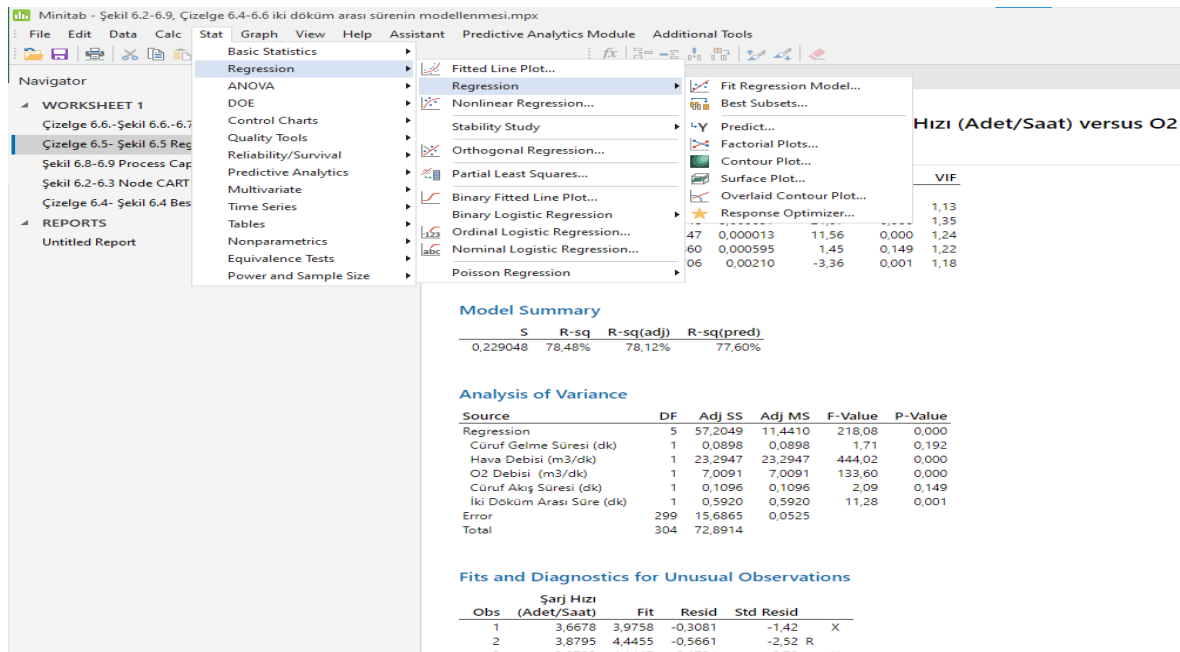 Minitab - Şekil 6.2-6.9, Çizelge 6.4-6.6 iki döküm arası sürenin modellenmesi.mpx
File Edit Data Calc Stat Graph View Help Assistant Predictive Analytics Module Additional Tools
Basic Statistics
Regression
ANOVA
DOE
Control Charts
Quality Tools
Reliability/Survival
Predictive Analytics
Multivariate
Time Series
Tables
Nonparametrics
Equivalence Tests
Power and Sample Size
Fitted Line Plot...
Regression
Nonlinear Regression...
Stability Study
Orthogonal Regression...
Partial Least Squares...
Binary Fitted Line Plot...
Binary Logistic Regression
Ordinal Logistic Regression...
Nominal Logistic Regression...
Poisson Regression
Fit Regression Model...
Best Subsets...
Predict...
Factorial Plots...
Contour Plot...
Surface Plot...
Overlaid Contour Plot...
Response Optimizer...
Navigator
WORKSHEET 1
Çizelge 6.6.-Şekil 6.6.-6.7
Çizelge 6.5- Şekil 6.5 Reg
Şekil 6.8-6.9 Process Cap
Şekil 6.2-6.3 Node CART
Çizelge 6.4- Şekil 6.4 Bes
REPORTS
Untitled Report
Hızı (Adet/Saat) versus O2
VIF
1,13
1,35
47 0,000013 11,56 0,000 1,24
60 0,000595 1,45 0,149 1,22
06 0,00210 -3,36 0,001 1,18
Model Summary
S R-sq R-sq(adj) R-sq(pred)
0,229048 78,48% 78,12% 77,60%
Analysis of Variance
Source DF Adj SS Adj MS F-Value P-Value
Regression 5 57,2049 11,4410 218,08 0,000
Cüruf Gelme Süresi (dk) 1 0,0898 0,0898 1,71 0,192
Hava Debisi (m3/dk) 1 23,2947 23,2947 444,02 0,000
O2 Debisi (m3/dk) 1 7,0091 7,0091 133,60 0,000
Cüruf Akış Süresi (dk) 1 0,1096 0,1096 2,09 0,149
İki Döküm Arası Süre (dk) 1 0,5920 0,5920 11,28 0,001
Error 299 15,6865 0,0525
Total 304 72,8914
Fits and Diagnostics for Unusual Observations
Şarj Hızı
Obs (Adet/Saat) Fit Resid Std Resid
1 3,6678 3,9758 -0,3081 -1,42 X
2 3,8795 4,4455 -0,5661 -2,52 R